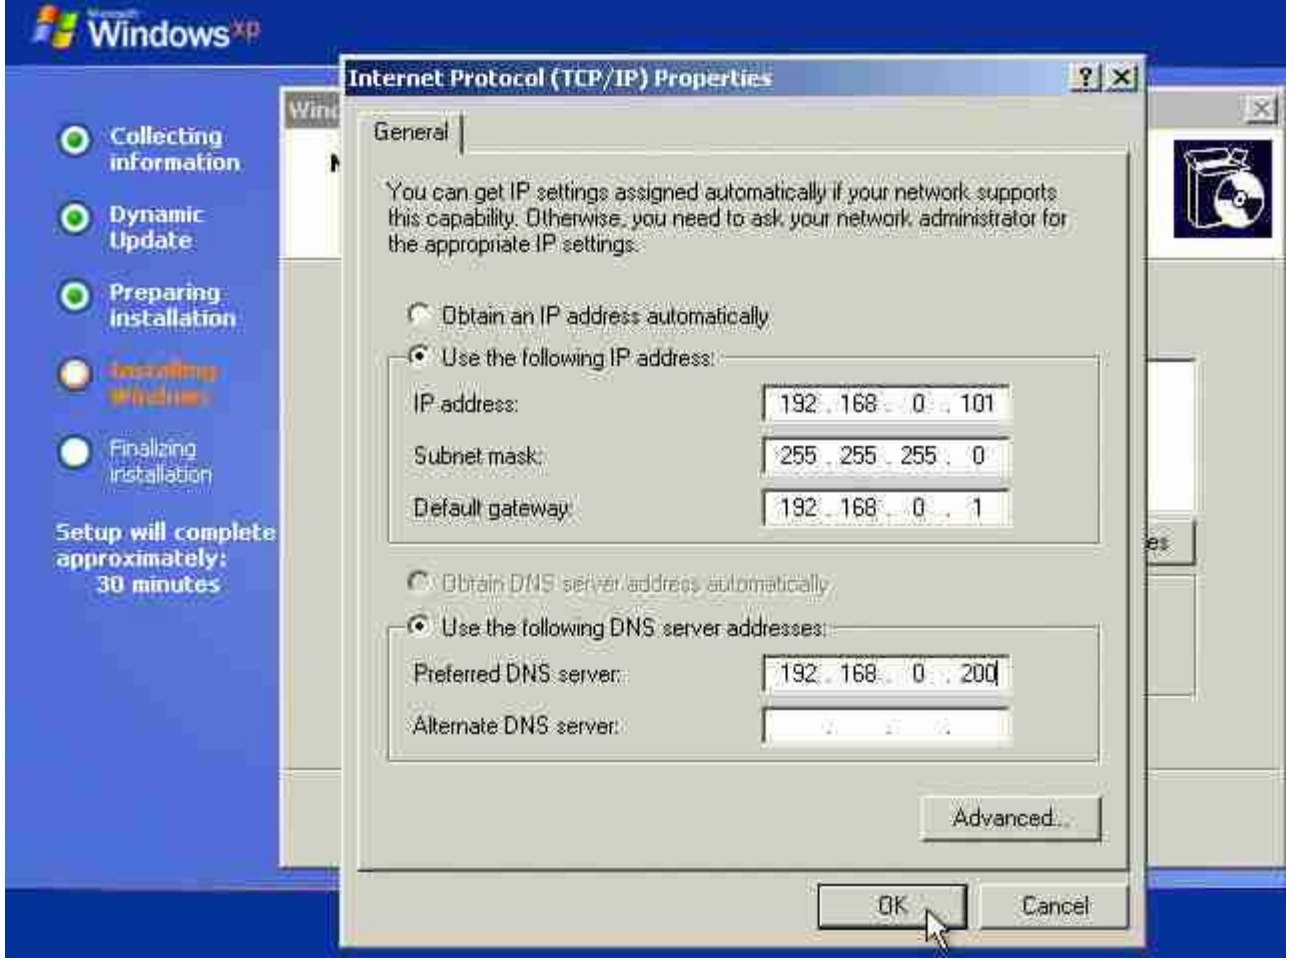 Microsoft
Windows xp
Internet Protocol (TCP/IP) Properties
Wind
General
Collecting
information
Dynamic
Update
Preparing
installation
Installing
Windows
Finalizing
installation
Setup will complete
approximately:
30 minutes
N
You can get IP settings assigned automatically if your network supports
this capability. Otherwise, you need to ask your network administrator for
the appropriate IP settings.
Obtain an IP address automatically
Use the following IP address:
IP address: 192 . 168 . 0 . 101
Subnet mask: 255 . 255 . 255 . 0
Default gateway: 192 . 168 . 0 . 1
es
Obtain DNS server address automatically
Use the following DNS server addresses:
Preferred DNS server: 192 . 168 . 0 . 200
Alternate DNS server: . . .
Advanced...
OK Cancel